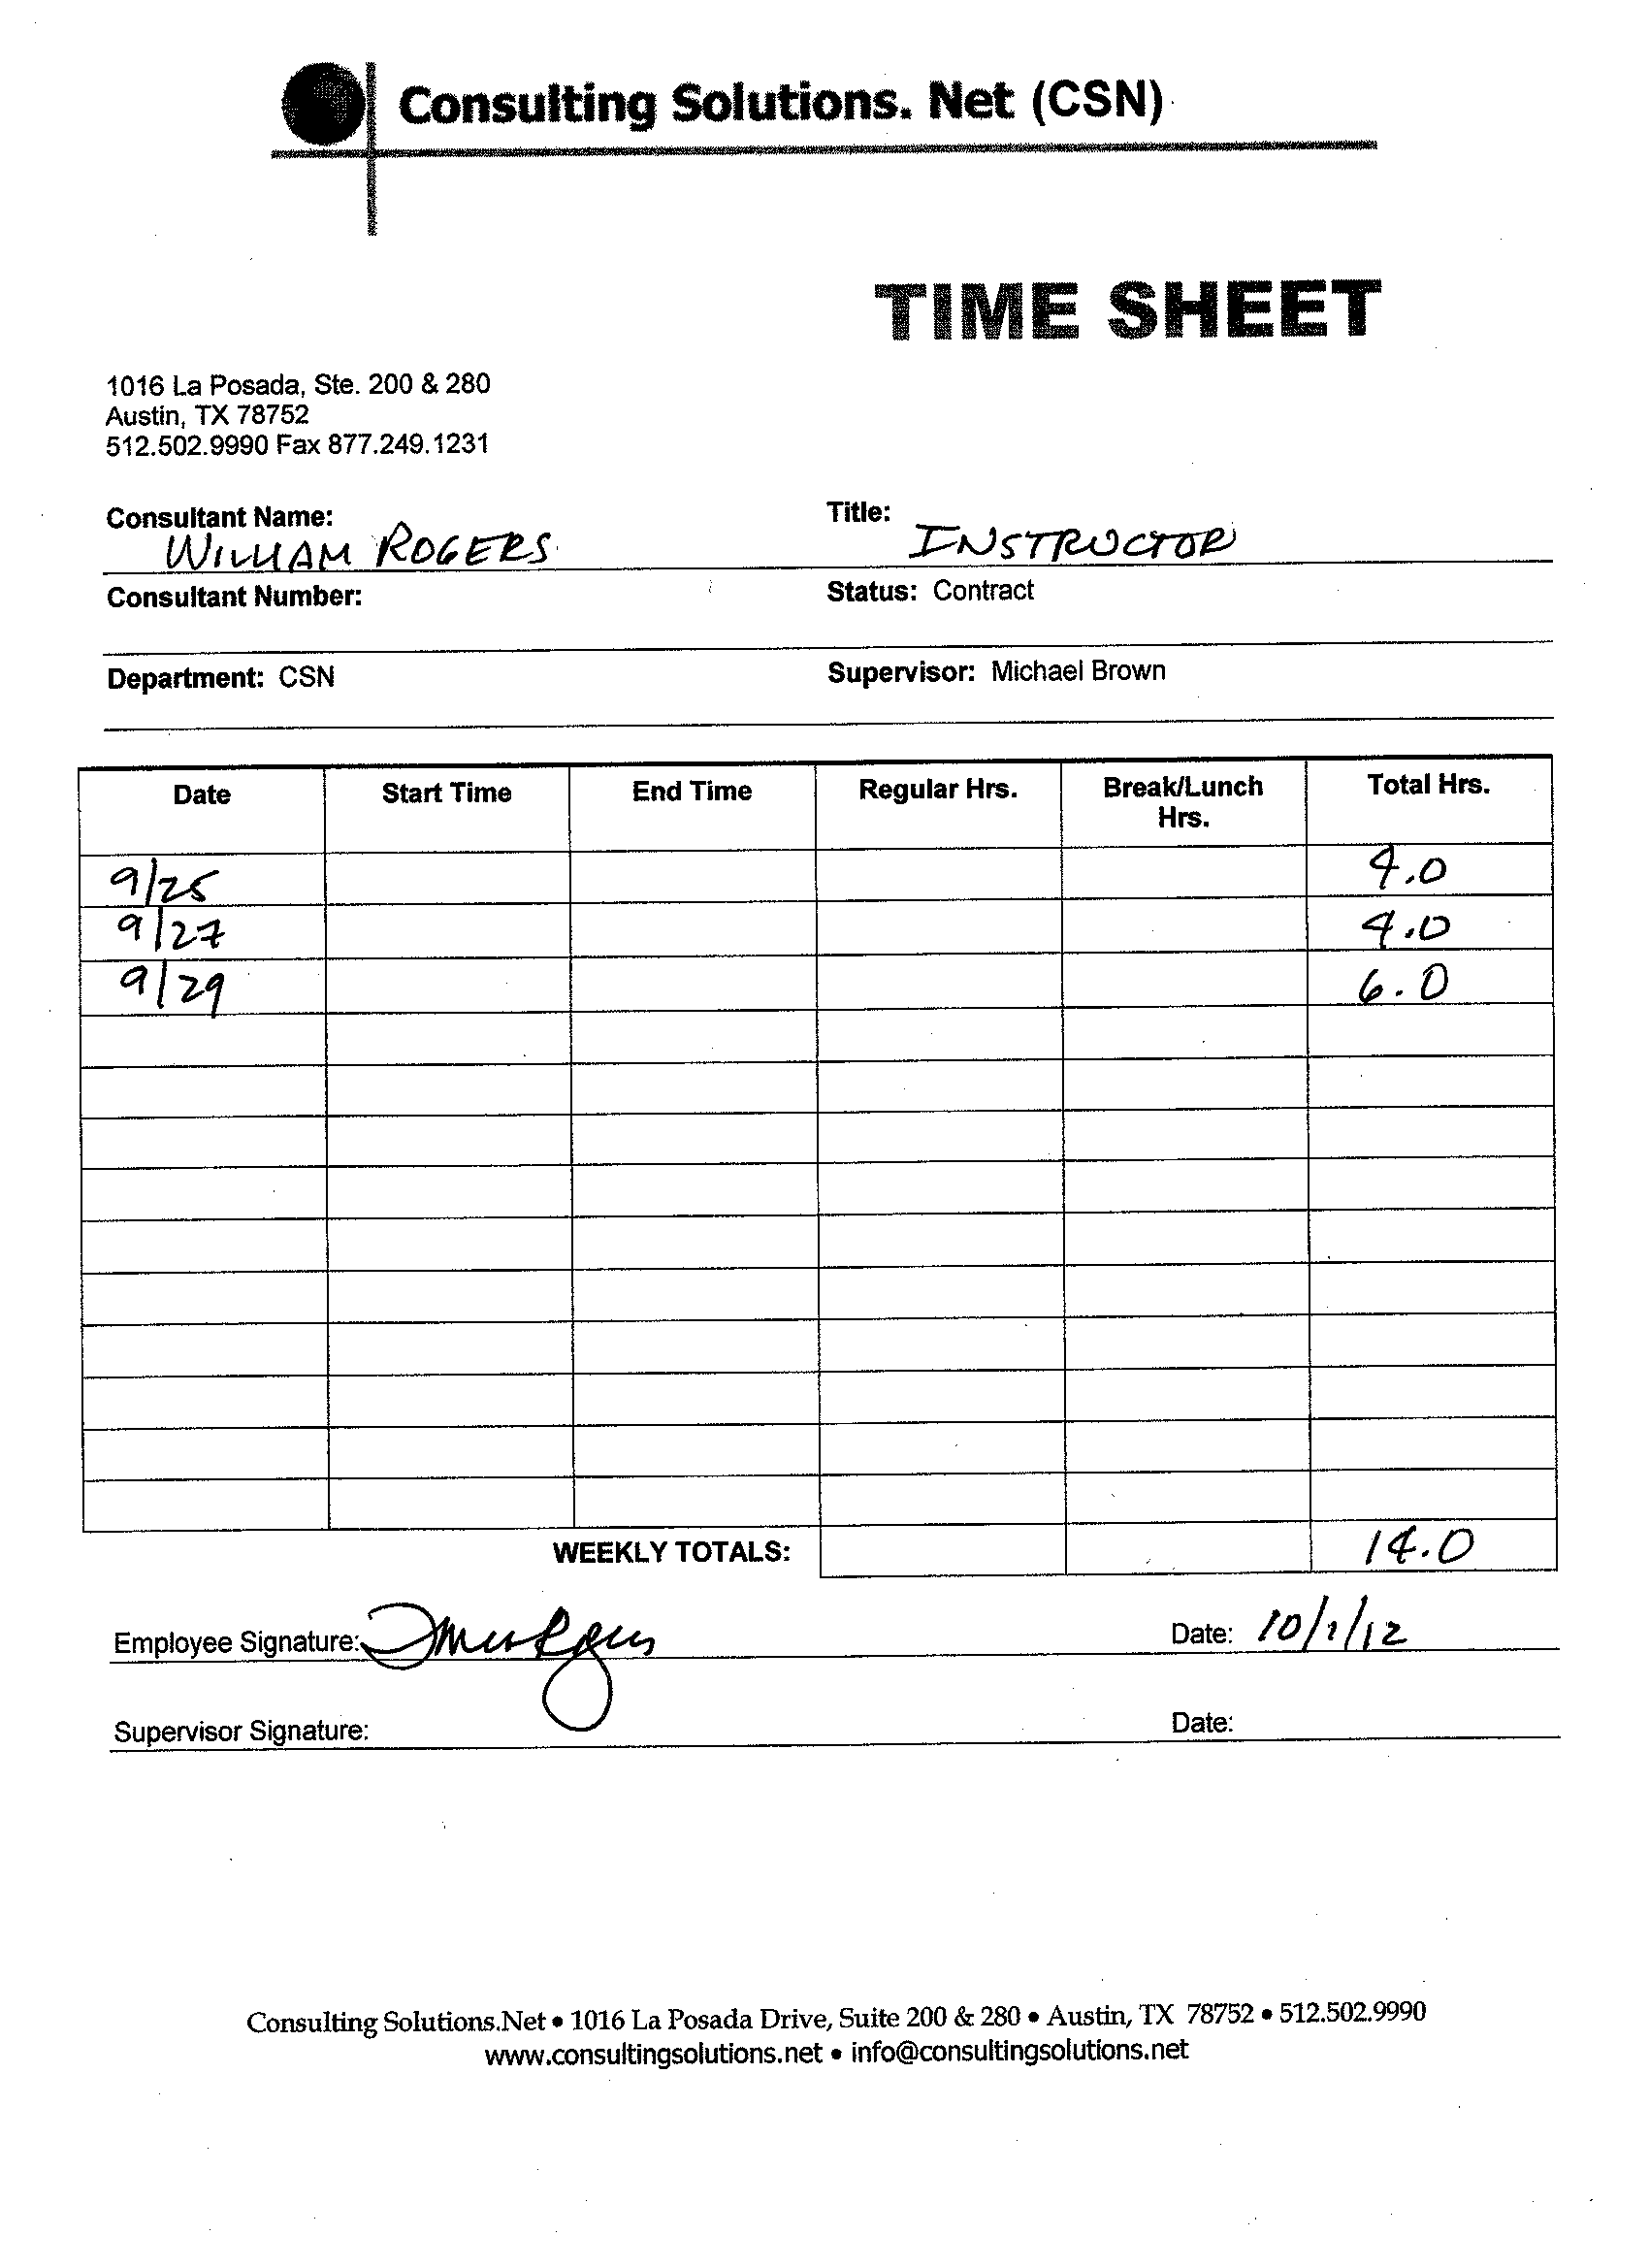 Consulting Solutions. Net (CSN)
TIME SHEET
1016 La Posada, Ste. 200 & 280
Austin, TX 78752
512.502.9990 Fax 877.249.1231
Consultant Name: Title:
WILLIAM ROGERS INSTRUCTOR
Consultant Number: Status: Contract
Department: CSN Supervisor: Michael Brown
Date Start Time End Time Regular Hrs. Break/Lunch Hrs. Total Hrs.
9/25 4.0
9/27 4.0
9/29 6.0
WEEKLY TOTALS: 14.0
Employee Signature: Date: 10/1/12
Supervisor Signature: Date:
Consulting Solutions.Net • 1016 La Posada Drive, Suite 200 & 280 • Austin, TX 78752 • 512.502.9990
www.consultingsolutions.net • info@consultingsolutions.net